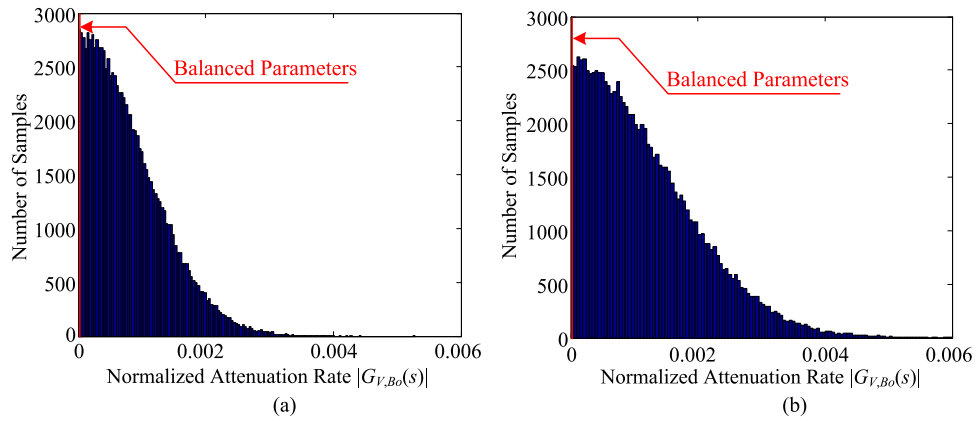 3000
2500
2000
1500
1000
500
0
Number of Samples
Balanced Parameters
0
0.002
0.004
0.006
Normalized Attenuation Rate |G_{V,Bo}(s)|
(a)
3000
2500
2000
1500
1000
500
0
Number of Samples
Balanced Parameters
0
0.002
0.004
0.006
Normalized Attenuation Rate |G_{V,Bo}(s)|
(b)